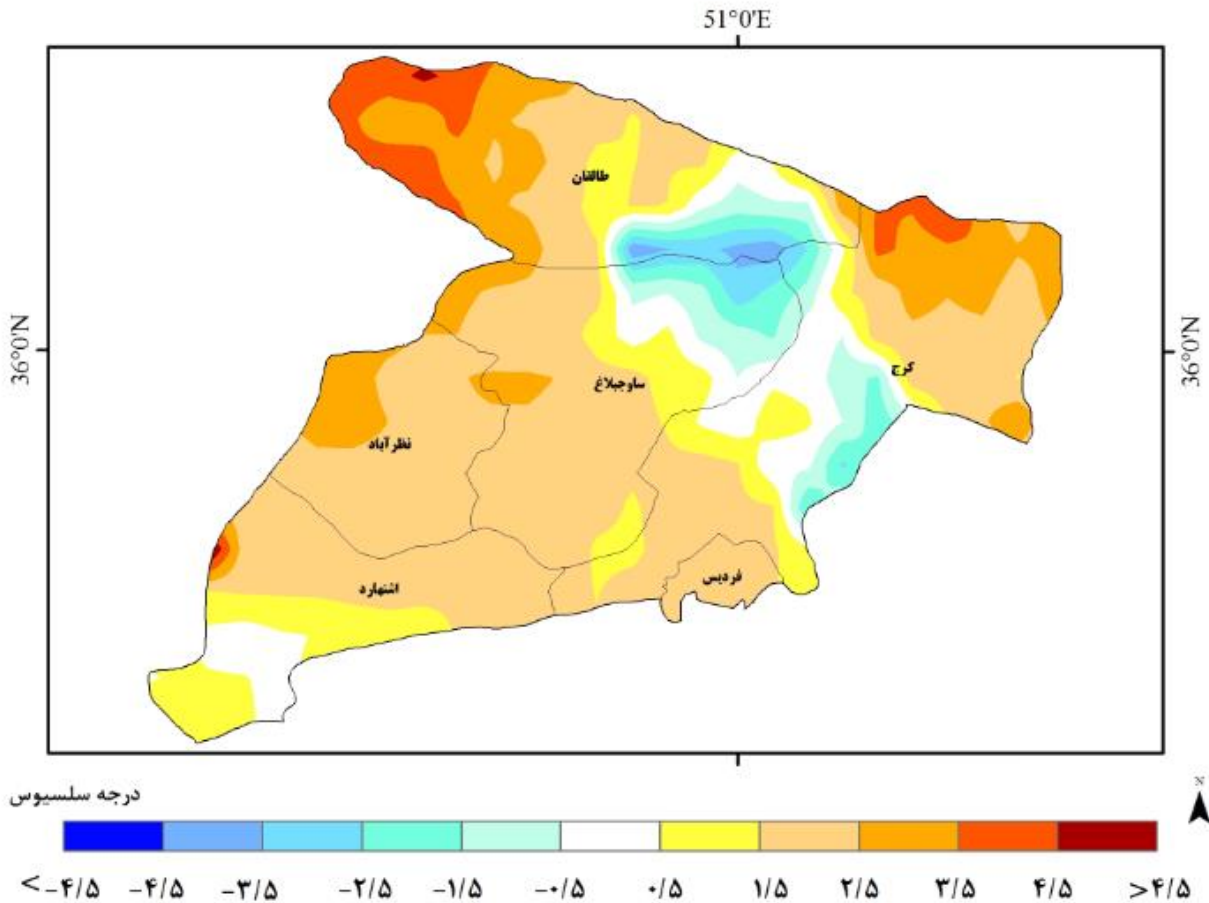 51°0'E
36°0'N
36°0'N
طالقان
کرج
ساوجبلاغ
نظرآباد
اشتهارد
فردیس
درجه سلسیوس
N
<-۴/۵ -۴/۵ -۳/۵ -۲/۵ -۱/۵ -۰/۵ ۰/۵ ۱/۵ ۲/۵ ۳/۵ ۴/۵ >۴/۵